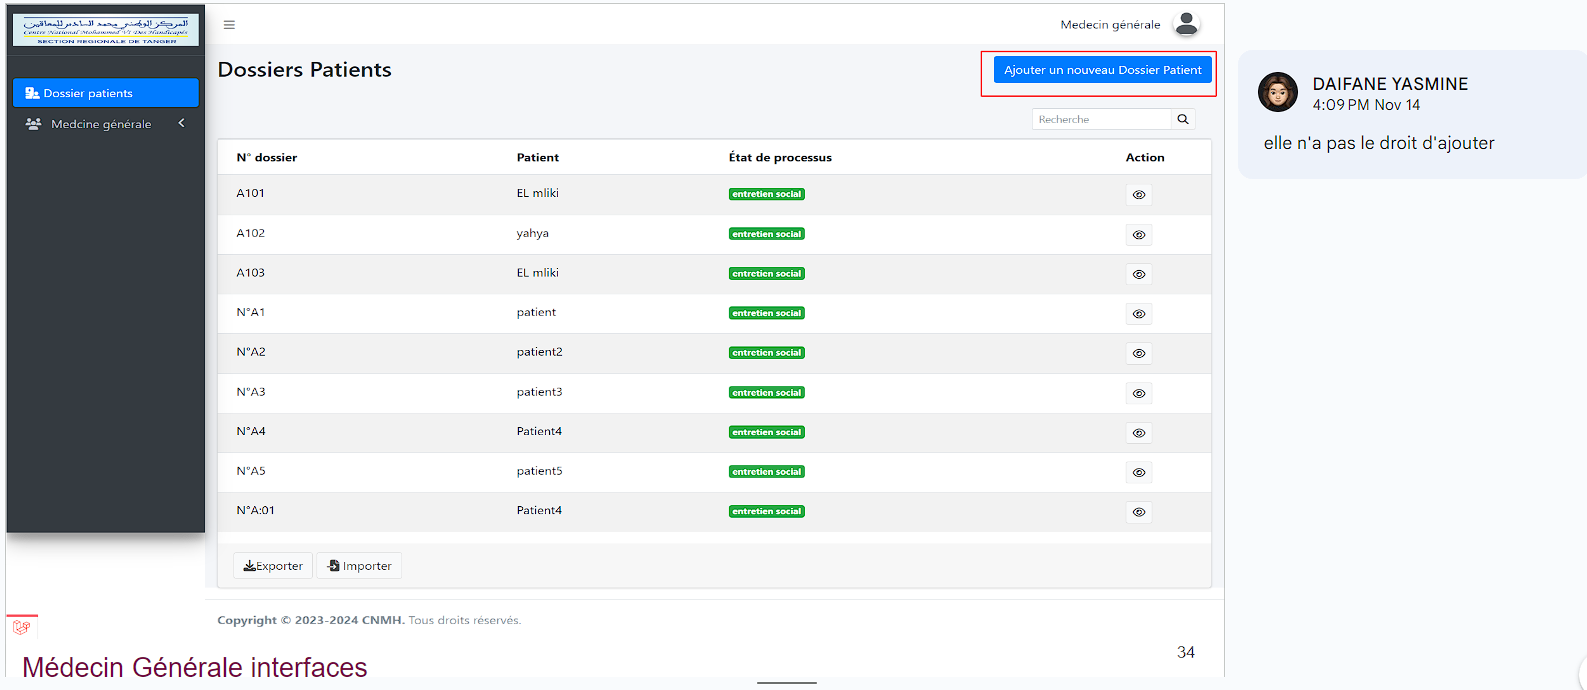 المركز الوطني محمد السادس للمعاقين
Centre National Mohammed VI Des Handicapés
SECTION REGIONALE DE TANGER
Medecin générale
Dossier patients
Medcine générale
Dossiers Patients
Ajouter un nouveau Dossier Patient
Recherche
N° dossier Patient État de processus Action
A101 EL mliki entretien social
A102 yahya entretien social
A103 EL mliki entretien social
N°A1 patient entretien social
N°A2 patient2 entretien social
N°A3 patient3 entretien social
N°A4 Patient4 entretien social
N°A5 patient5 entretien social
N°A:01 Patient4 entretien social
Exporter Importer
Copyright © 2023-2024 CNMH. Tous droits réservés.
34
Médecin Générale interfaces
DAIFANE YASMINE
4:09 PM Nov 14
elle n'a pas le droit d'ajouter